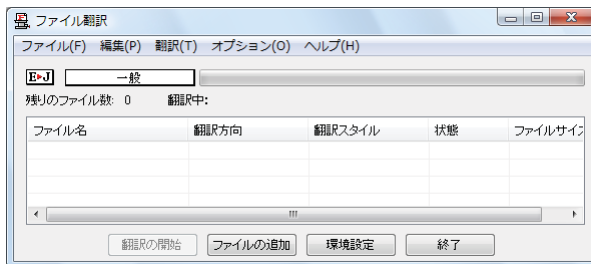 ファイル翻訳
ファイル(F) 編集(P) 翻訳(T) オプション(O) ヘルプ(H)
E▶J 一般
残りのファイル数: 0 翻訳中:
ファイル名 翻訳方向 翻訳スタイル 状態 ファイルサイズ
翻訳の開始 ファイルの追加 環境設定 終了